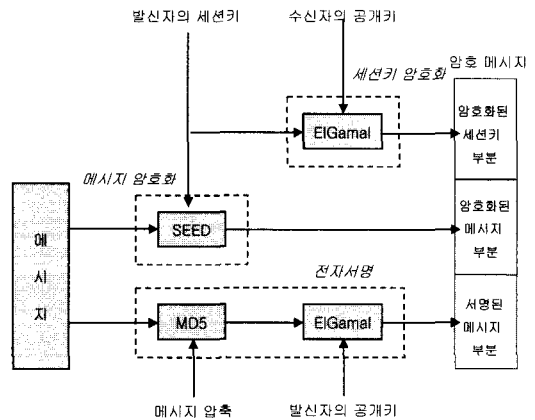 발신자의 세션키
수신자의 공개키
세션키 암호화
암호 메시지
ElGamal
암호화된
세션키
부분
메시지 암호화
메
시
지
SEED
암호화된
메시지
부분
전자서명
MD5
ElGamal
서명된
메시지
부분
메시지 압축
발신자의 공개키